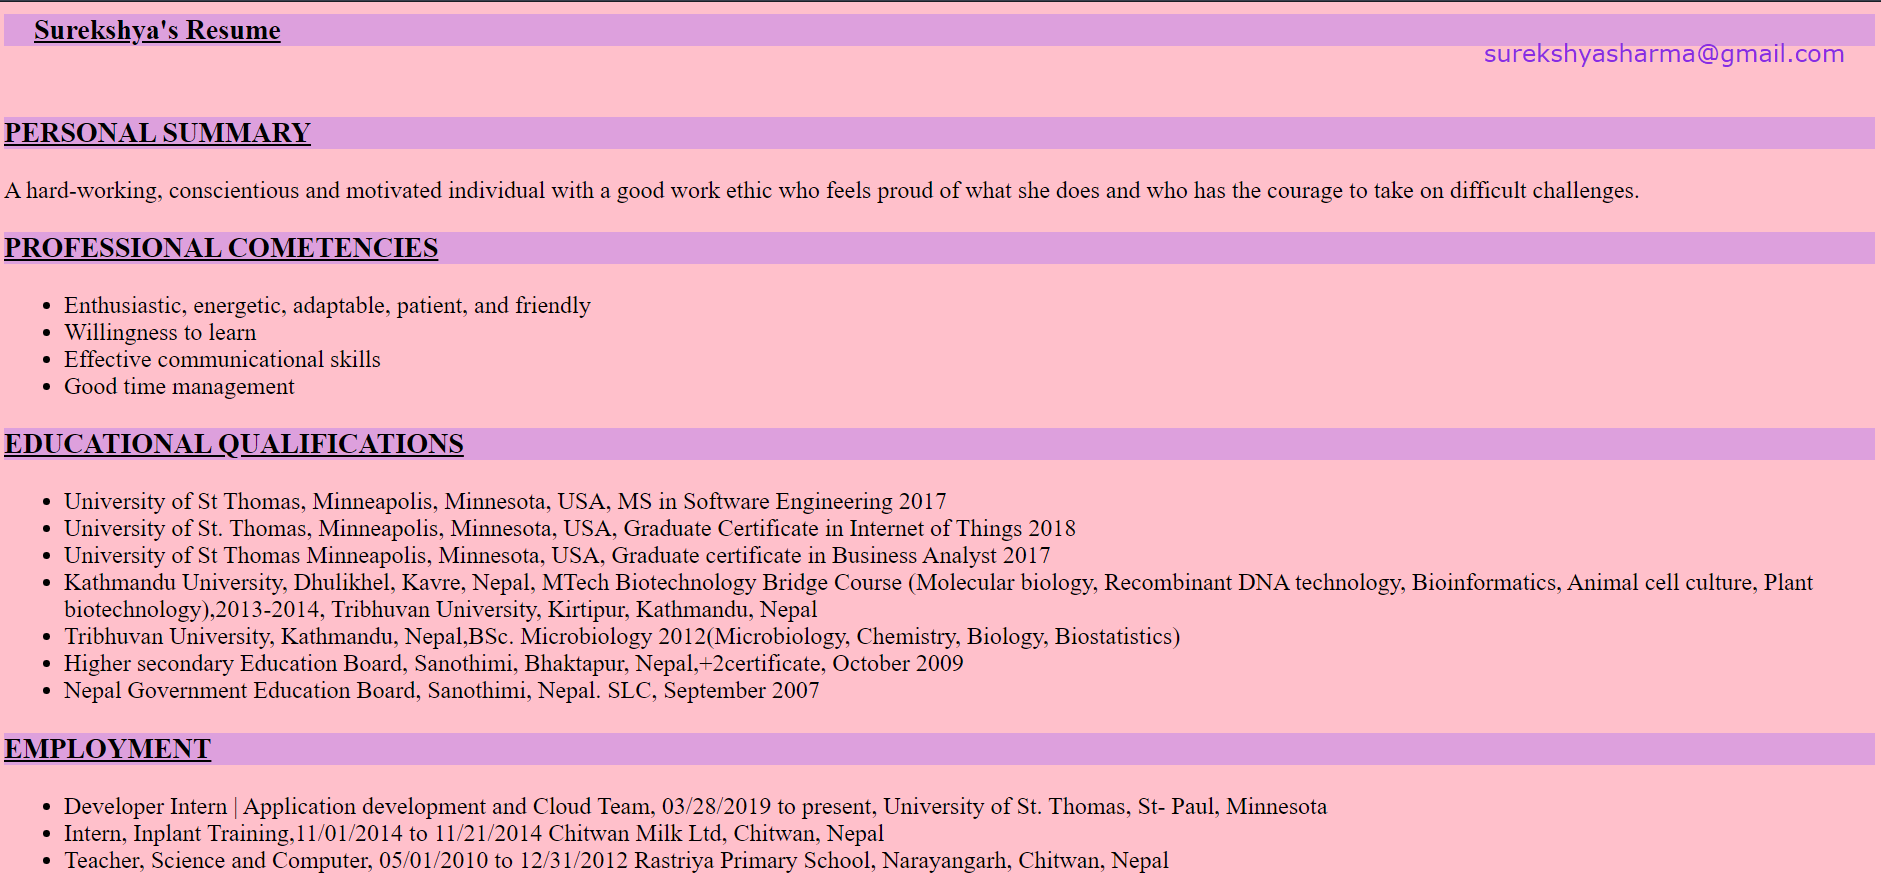 Surekshya's Resume
surekshyasharma@gmail.com
PERSONAL SUMMARY
A hard-working, conscientious and motivated individual with a good work ethic who feels proud of what she does and who has the courage to take on difficult challenges.
PROFESSIONAL COMETENCIES
• Enthusiastic, energetic, adaptable, patient, and friendly
• Willingness to learn
• Effective communicational skills
• Good time management
EDUCATIONAL QUALIFICATIONS
• University of St Thomas, Minneapolis, Minnesota, USA, MS in Software Engineering 2017
• University of St. Thomas, Minneapolis, Minnesota, USA, Graduate Certificate in Internet of Things 2018
• University of St Thomas Minneapolis, Minnesota, USA, Graduate certificate in Business Analyst 2017
• Kathmandu University, Dhulikhel, Kavre, Nepal, MTech Biotechnology Bridge Course (Molecular biology, Recombinant DNA technology, Bioinformatics, Animal cell culture, Plant
biotechnology),2013-2014, Tribhuvan University, Kirtipur, Kathmandu, Nepal
• Tribhuvan University, Kathmandu, Nepal,BSc. Microbiology 2012(Microbiology, Chemistry, Biology, Biostatistics)
• Higher secondary Education Board, Sanothimi, Bhaktapur, Nepal,+2certificate, October 2009
• Nepal Government Education Board, Sanothimi, Nepal. SLC, September 2007
EMPLOYMENT
• Developer Intern | Application development and Cloud Team, 03/28/2019 to present, University of St. Thomas, St- Paul, Minnesota
• Intern, Inplant Training,11/01/2014 to 11/21/2014 Chitwan Milk Ltd, Chitwan, Nepal
• Teacher, Science and Computer, 05/01/2010 to 12/31/2012 Rastriya Primary School, Narayangarh, Chitwan, Nepal